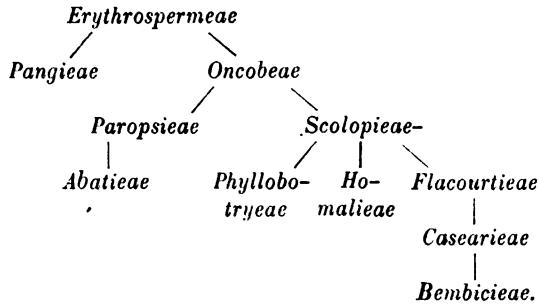 Erythrospermeae
Pangieae Oncobeae
Paropsieae Scolopieae-
Abatieae Phyllobo- Ho- Flacourtieae
tryeae malieae
Casearieae
Bembicieae.